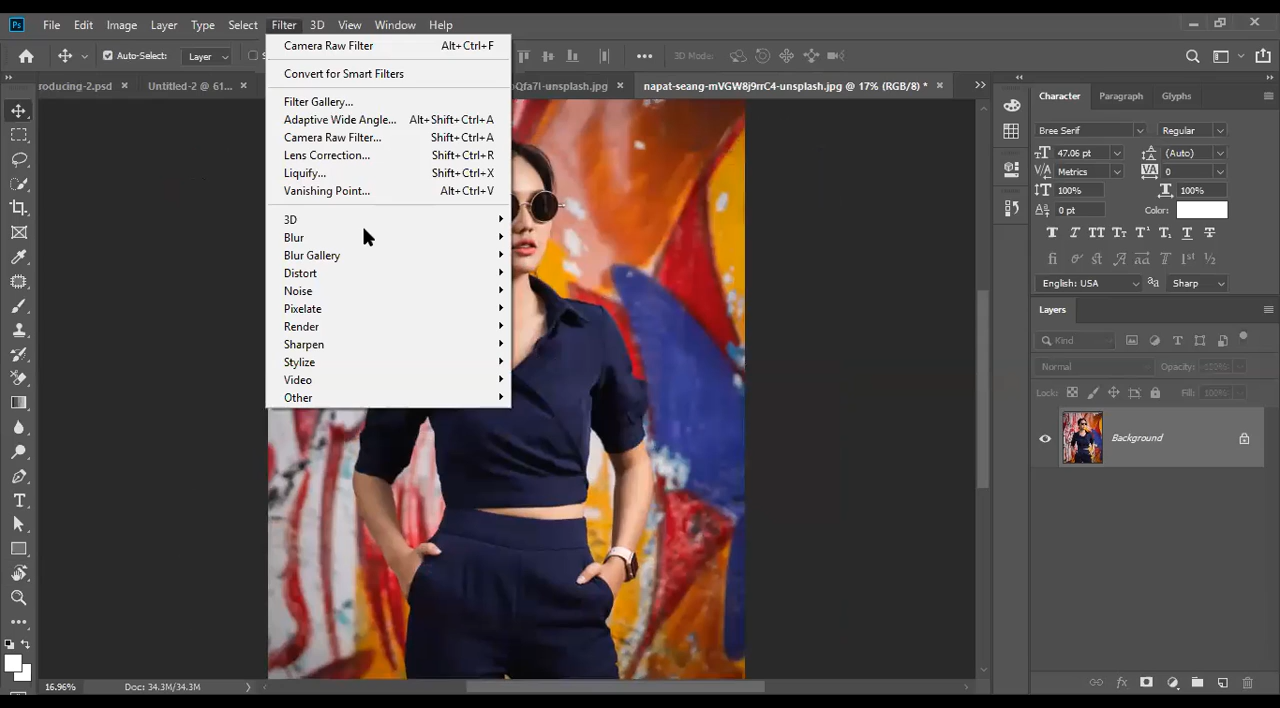 Ps File Edit Image Layer Type Select Filter 3D View Window Help
Auto-Select: Layer 3D Mode:
roducing-2.psd × Untitled-2 @ 61... × Qfa7I-unsplash.jpg × napat-seang-mVGW8j9rrC4-unsplash.jpg @ 17% (RGB/8) * ×
Camera Raw Filter Alt+Ctrl+F
Convert for Smart Filters
Filter Gallery...
Adaptive Wide Angle... Alt+Shift+Ctrl+A
Camera Raw Filter... Shift+Ctrl+A
Lens Correction... Shift+Ctrl+R
Liquify... Shift+Ctrl+X
Vanishing Point... Alt+Ctrl+V
3D
Blur
Blur Gallery
Distort
Noise
Pixelate
Render
Sharpen
Stylize
Video
Other
Character Paragraph Glyphs
Bree Serif Regular
47.06 pt (Auto)
Metrics 0
100% 100%
0 pt Color:
English: USA Sharp
Layers
Kind
Normal Opacity: 100%
Lock: Fill: 100%
Background
16.96% Doc: 34.3M/34.3M